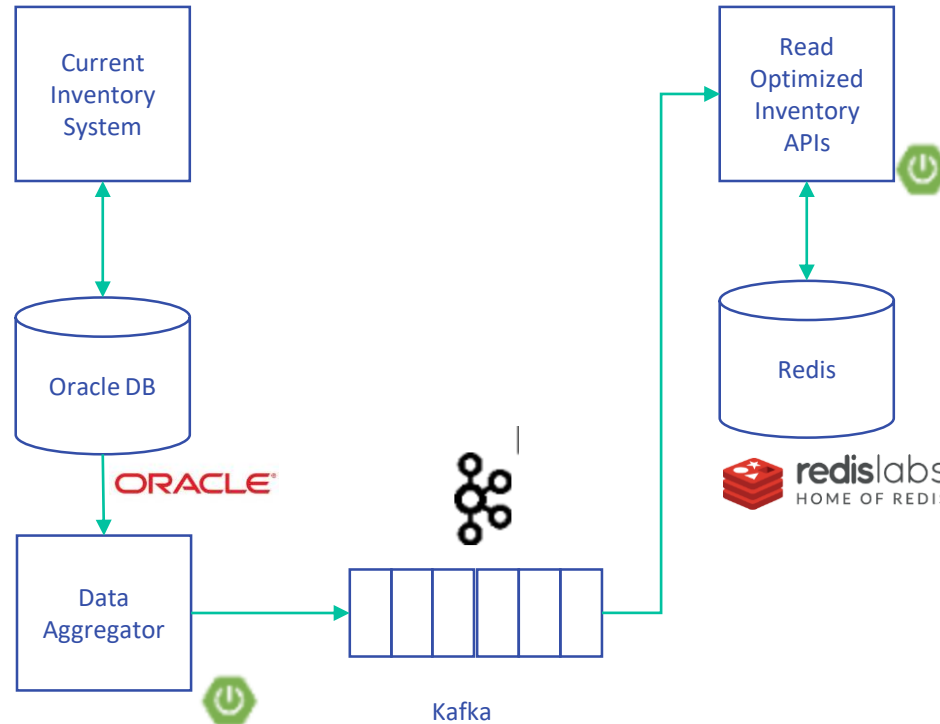 Current
Inventory
System
Read
Optimized
Inventory
APIs
Oracle DB
Redis
ORACLE
redislabs
HOME OF REDIS
Data
Aggregator
Kafka